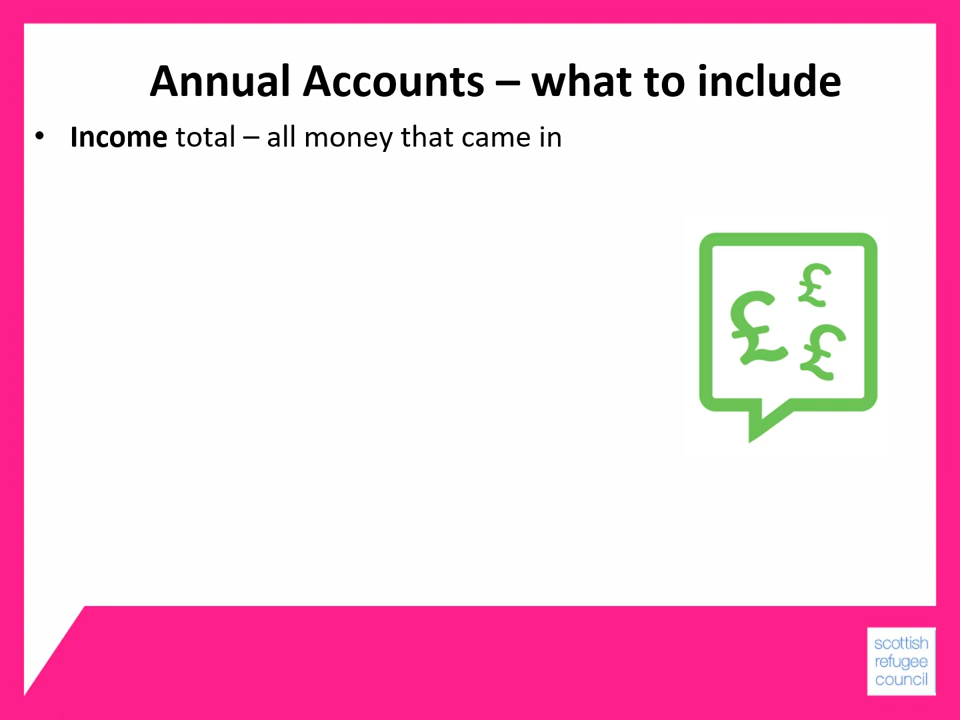 Annual Accounts – what to include
• Income total – all money that came in
£
£
£
scottish
refugee
council